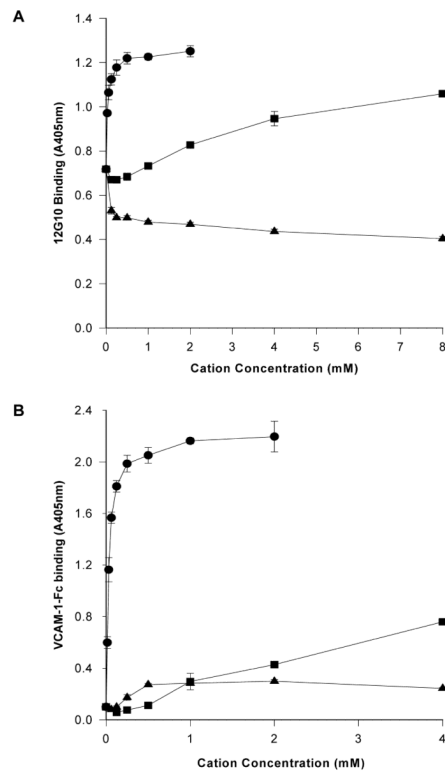 A
1.4
1.2
1.0
0.8
0.6
0.4
0.2
0.0
12G10 Binding (A405nm)
0 1 2 3 4 5 6 7 8
Cation Concentration (mM)
B
2.4
2.0
1.6
1.2
0.8
0.4
0.0
VCAM-1-Fc binding (A405nm)
0 1 2 3 4
Cation Concentration (mM)